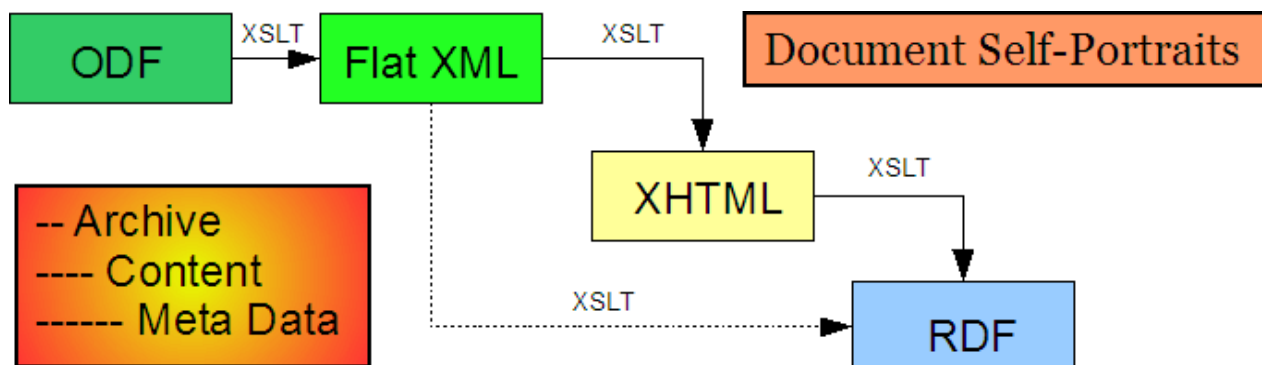 ODF
XSLT
Flat XML
XSLT
Document Self-Portraits
XHTML
XSLT
-- Archive
---- Content
------ Meta Data
XSLT
RDF